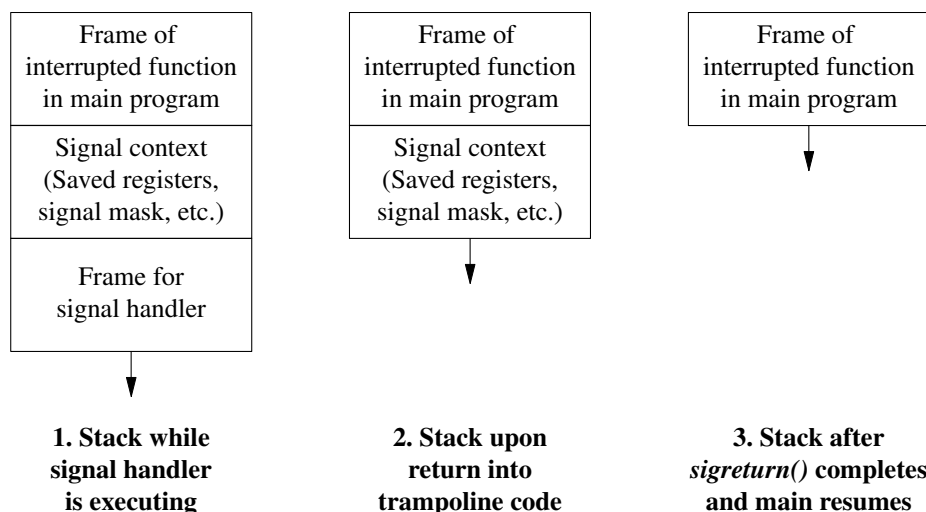 Frame of
interrupted function
in main program
Signal context
(Saved registers,
signal mask, etc.)
Frame for
signal handler
1. Stack while
signal handler
is executing
Frame of
interrupted function
in main program
Signal context
(Saved registers,
signal mask, etc.)
2. Stack upon
return into
trampoline code
Frame of
interrupted function
in main program
3. Stack after
sigreturn() completes
and main resumes